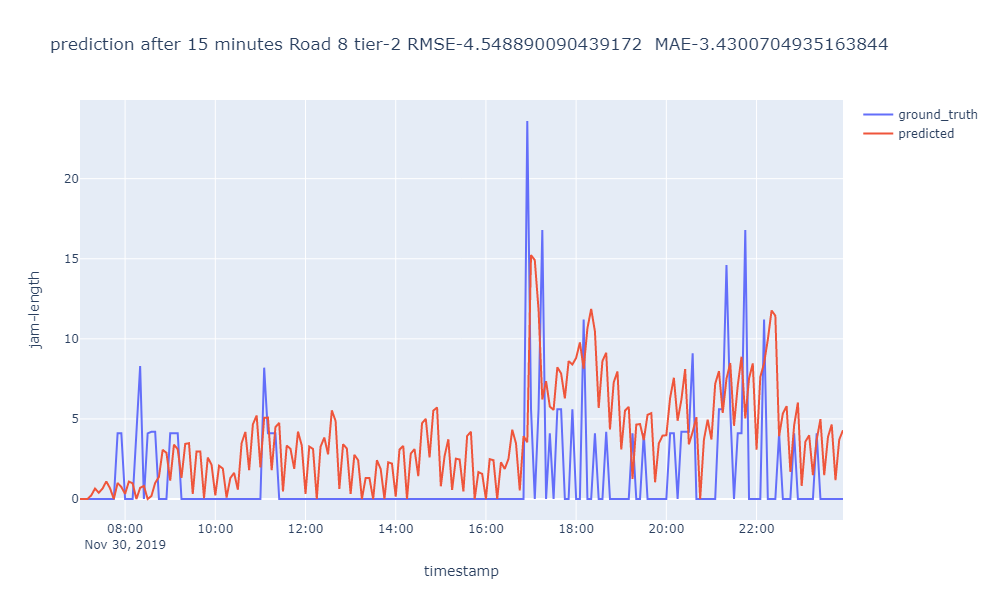 prediction after 15 minutes Road 8 tier-2 RMSE-4.548890090439172  MAE-3.4300704935163844
ground_truth
predicted
20
15
10
5
0
jam-length
08:00
10:00
12:00
14:00
16:00
18:00
20:00
22:00
Nov 30, 2019
timestamp